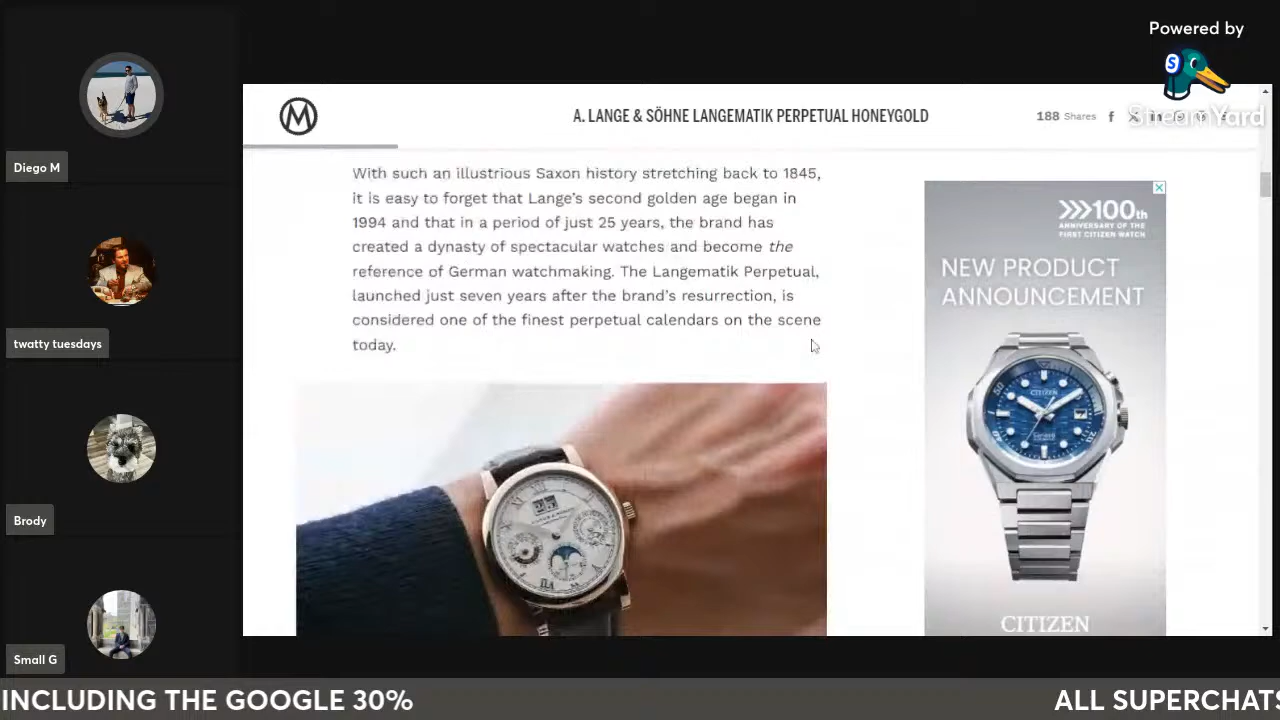 Powered by
S
StreamYard
Diego M
twatty tuesdays
Brody
Small G
M
A. LANGE & SÖHNE LANGEMATIK PERPETUAL HONEYGOLD
188 Shares
With such an illustrious Saxon history stretching back to 1845,
it is easy to forget that Lange's second golden age began in
1994 and that in a period of just 25 years, the brand has
created a dynasty of spectacular watches and become the
reference of German watchmaking. The Langematik Perpetual,
launched just seven years after the brand's resurrection, is
considered one of the finest perpetual calendars on the scene
today.
100th
ANNIVERSARY OF THE
FIRST CITIZEN WATCH
NEW PRODUCT
ANNOUNCEMENT
CITIZEN
CITIZEN
INCLUDING THE GOOGLE 30%
ALL SUPERCHATS